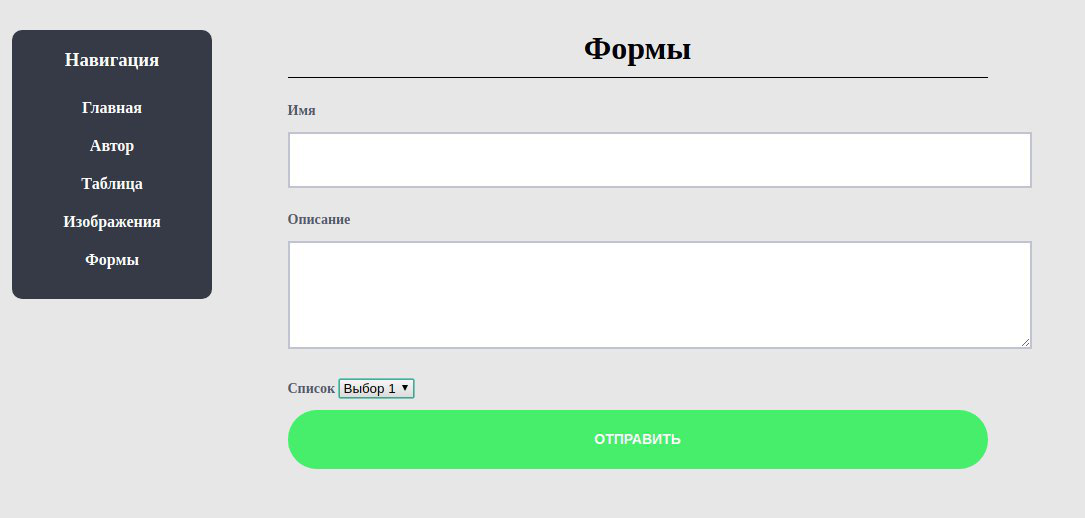 Навигация
Главная
Автор
Таблица
Изображения
Формы
Формы
Имя
Описание
Список Выбор 1
ОТПРАВИТЬ